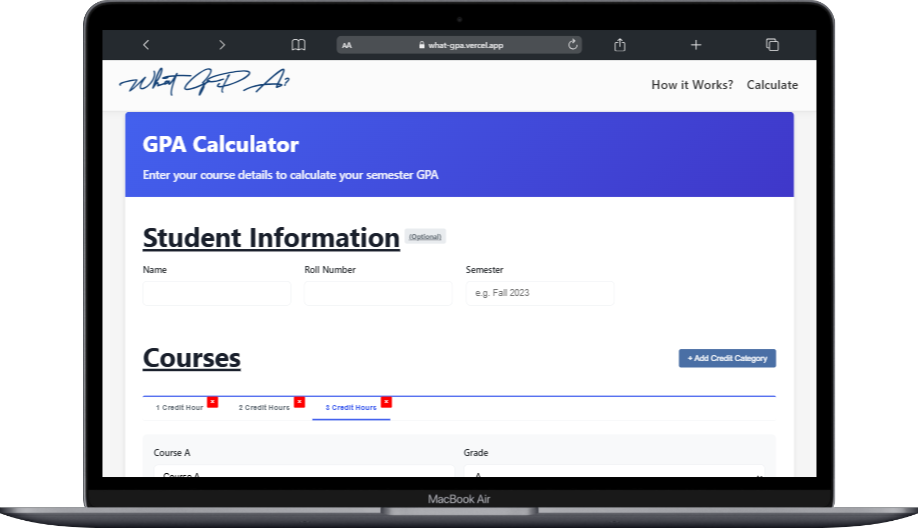 AA what-gpa.vercel.app
What GPA?
How it Works? Calculate
GPA Calculator
Enter your course details to calculate your semester GPA
Student Information (Optional)
Name Roll Number Semester
e.g. Fall 2023
Courses
+ Add Credit Category
1 Credit Hour x 2 Credit Hours x 3 Credit Hours x
Course A Grade
Course A A
MacBook Air